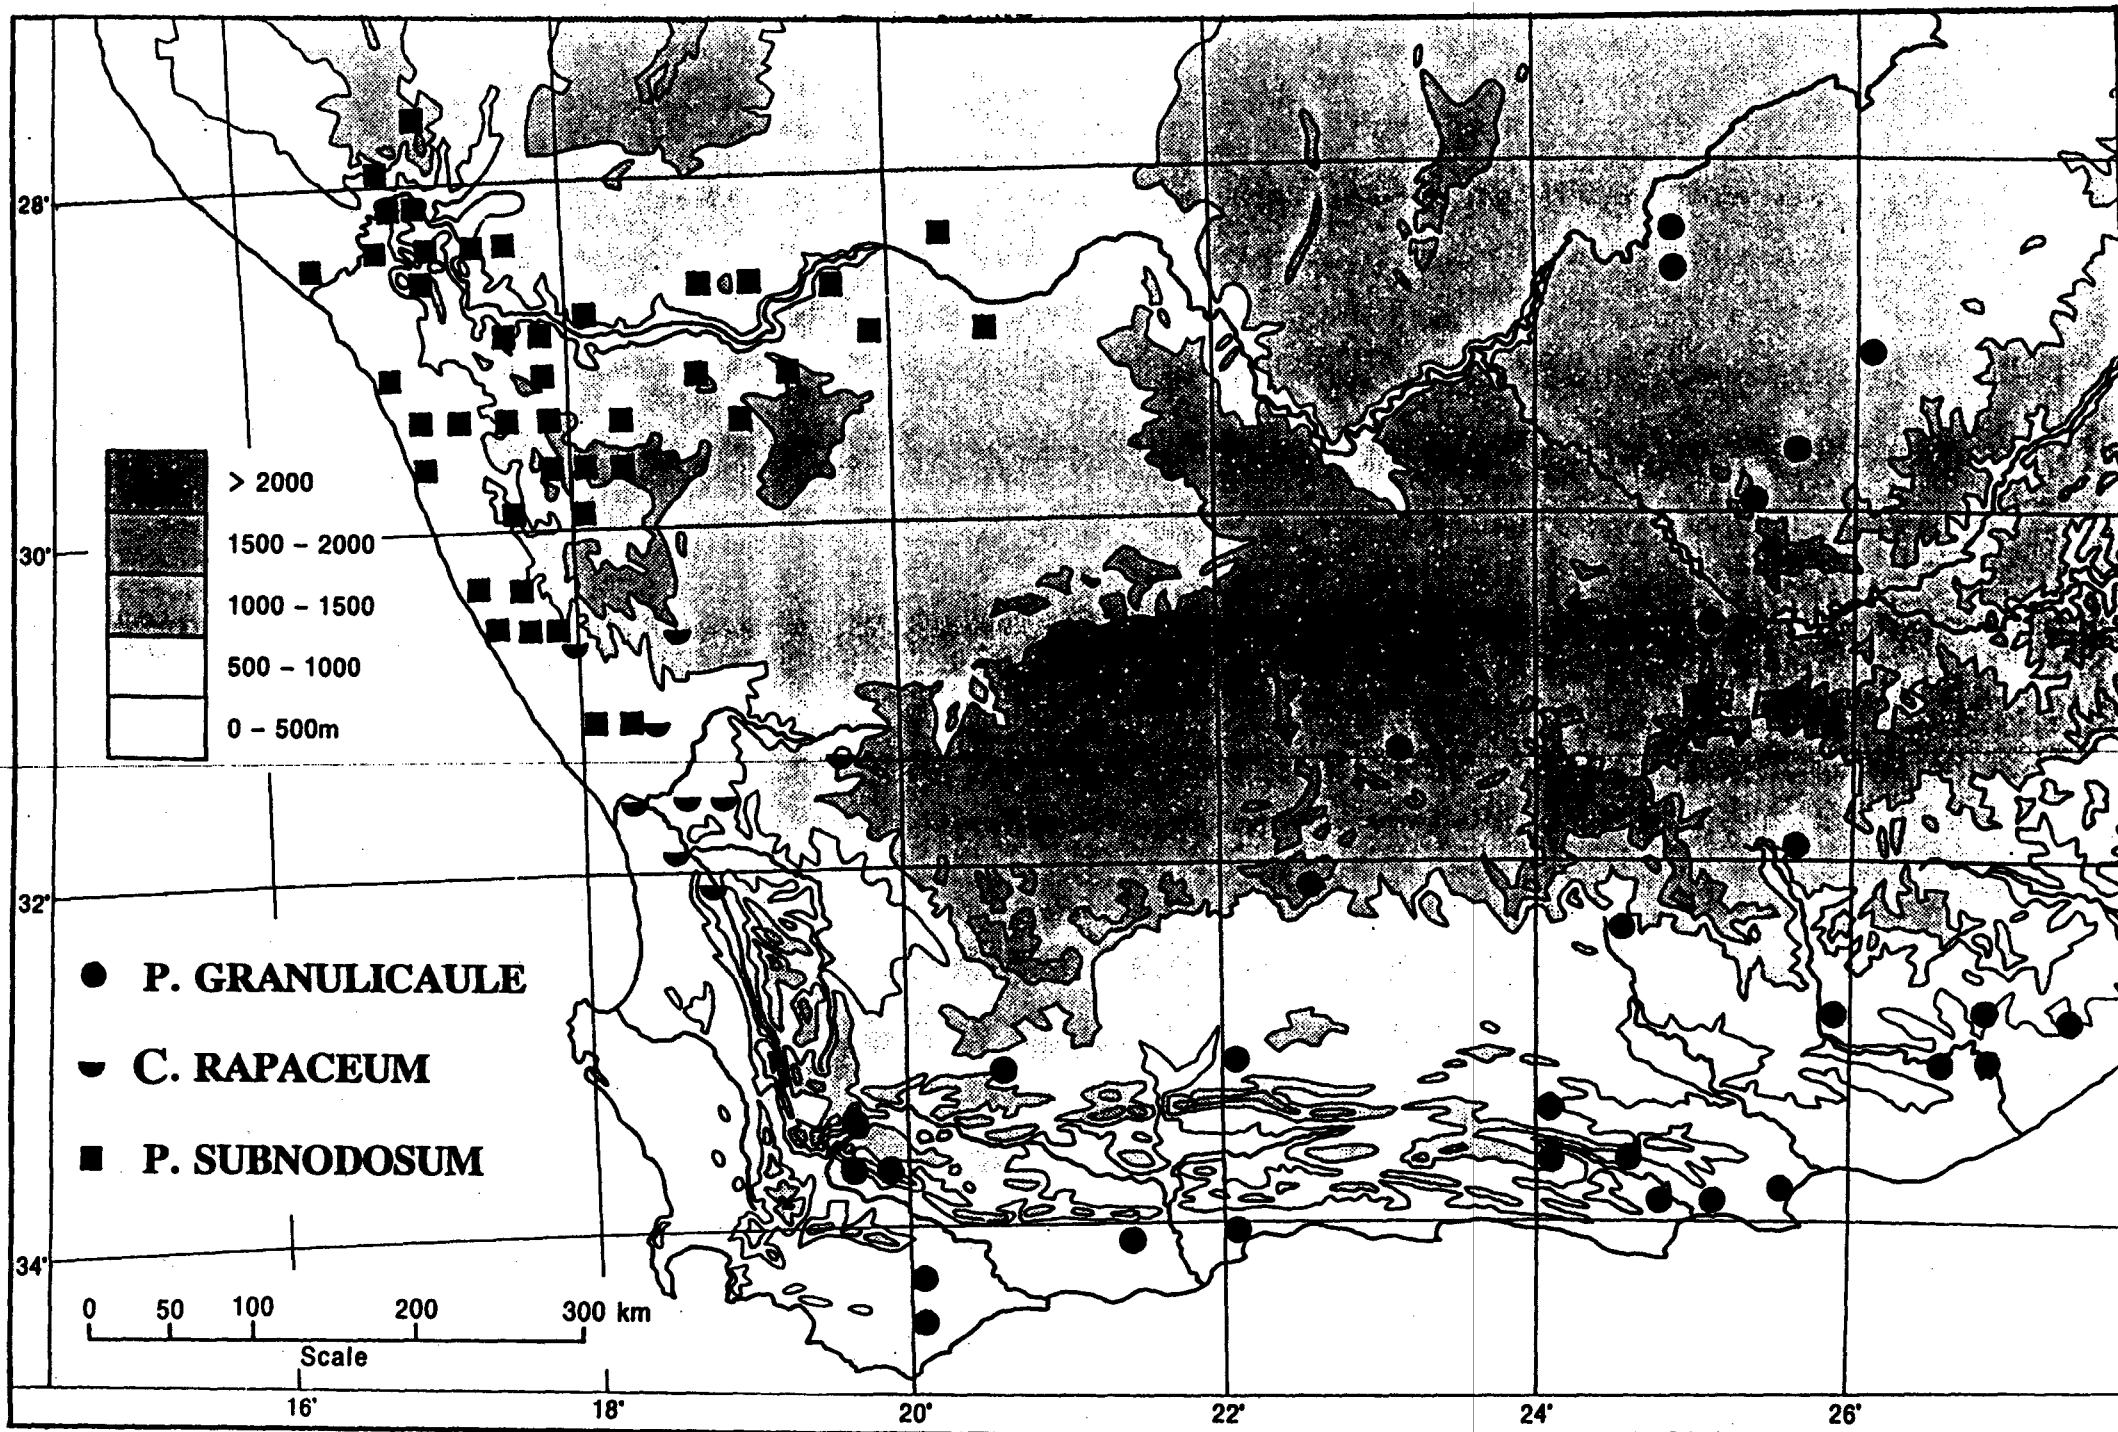 28°
> 2000
1500 – 2000
30°
1000 – 1500
500 – 1000
0 – 500m
32°
P. GRANULICAULE
C. RAPACEUM
P. SUBNODOSUM
34°
0 50 100 200 300 km
Scale
16° 18° 20° 22° 24° 26°